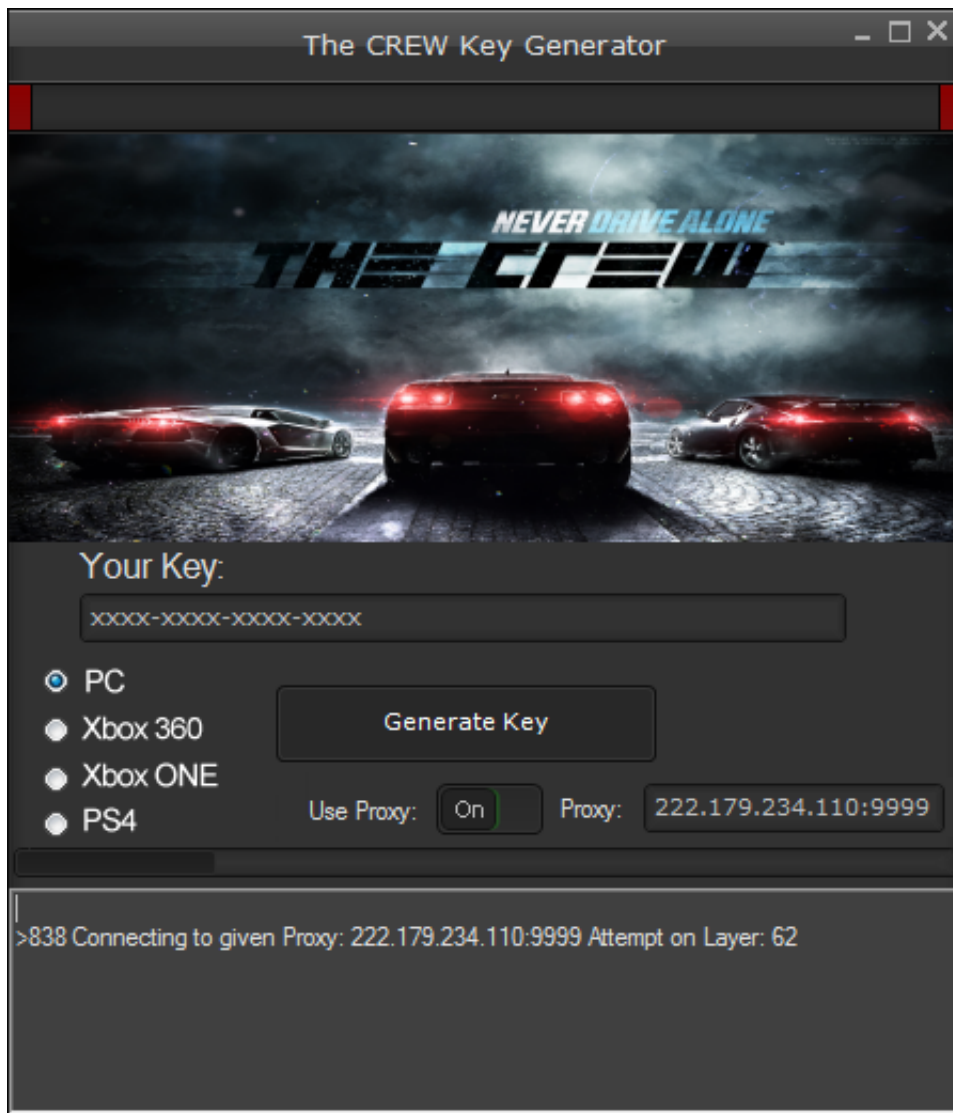 The CREW Key Generator
NEVER DRIVE ALONE
THE CREW
Your Key:
xxxx-xxxx-xxxx-xxxx
PC
Generate Key
Xbox 360
Xbox ONE
Use Proxy: On Proxy: 222.179.234.110:9999
PS4
>838 Connecting to given Proxy: 222.179.234.110:9999 Attempt on Layer: 62